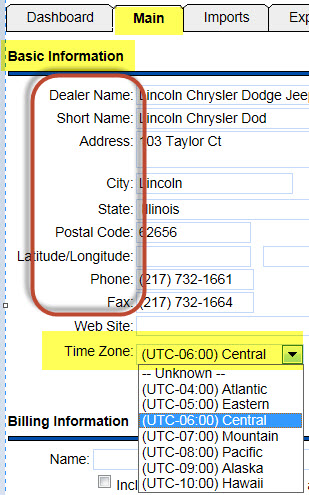 Dashboard Main Imports
Basic Information
Dealer Name: Lincoln Chrysler Dodge
Short Name: Lincoln Chrysler Dod
Address: 103 Taylor Ct
City: Lincoln
State: Illinois
Postal Code: 62656
Latitude/Longitude:
Phone: (217) 732-1661
Fax: (217) 732-1664
Web Site:
Time Zone: (UTC-06:00) Central
-- Unknown --
(UTC-04:00) Atlantic
(UTC-05:00) Eastern
(UTC-06:00) Central
(UTC-07:00) Mountain
(UTC-08:00) Pacific
(UTC-09:00) Alaska
(UTC-10:00) Hawaii
Billing Information
Name:
Incl